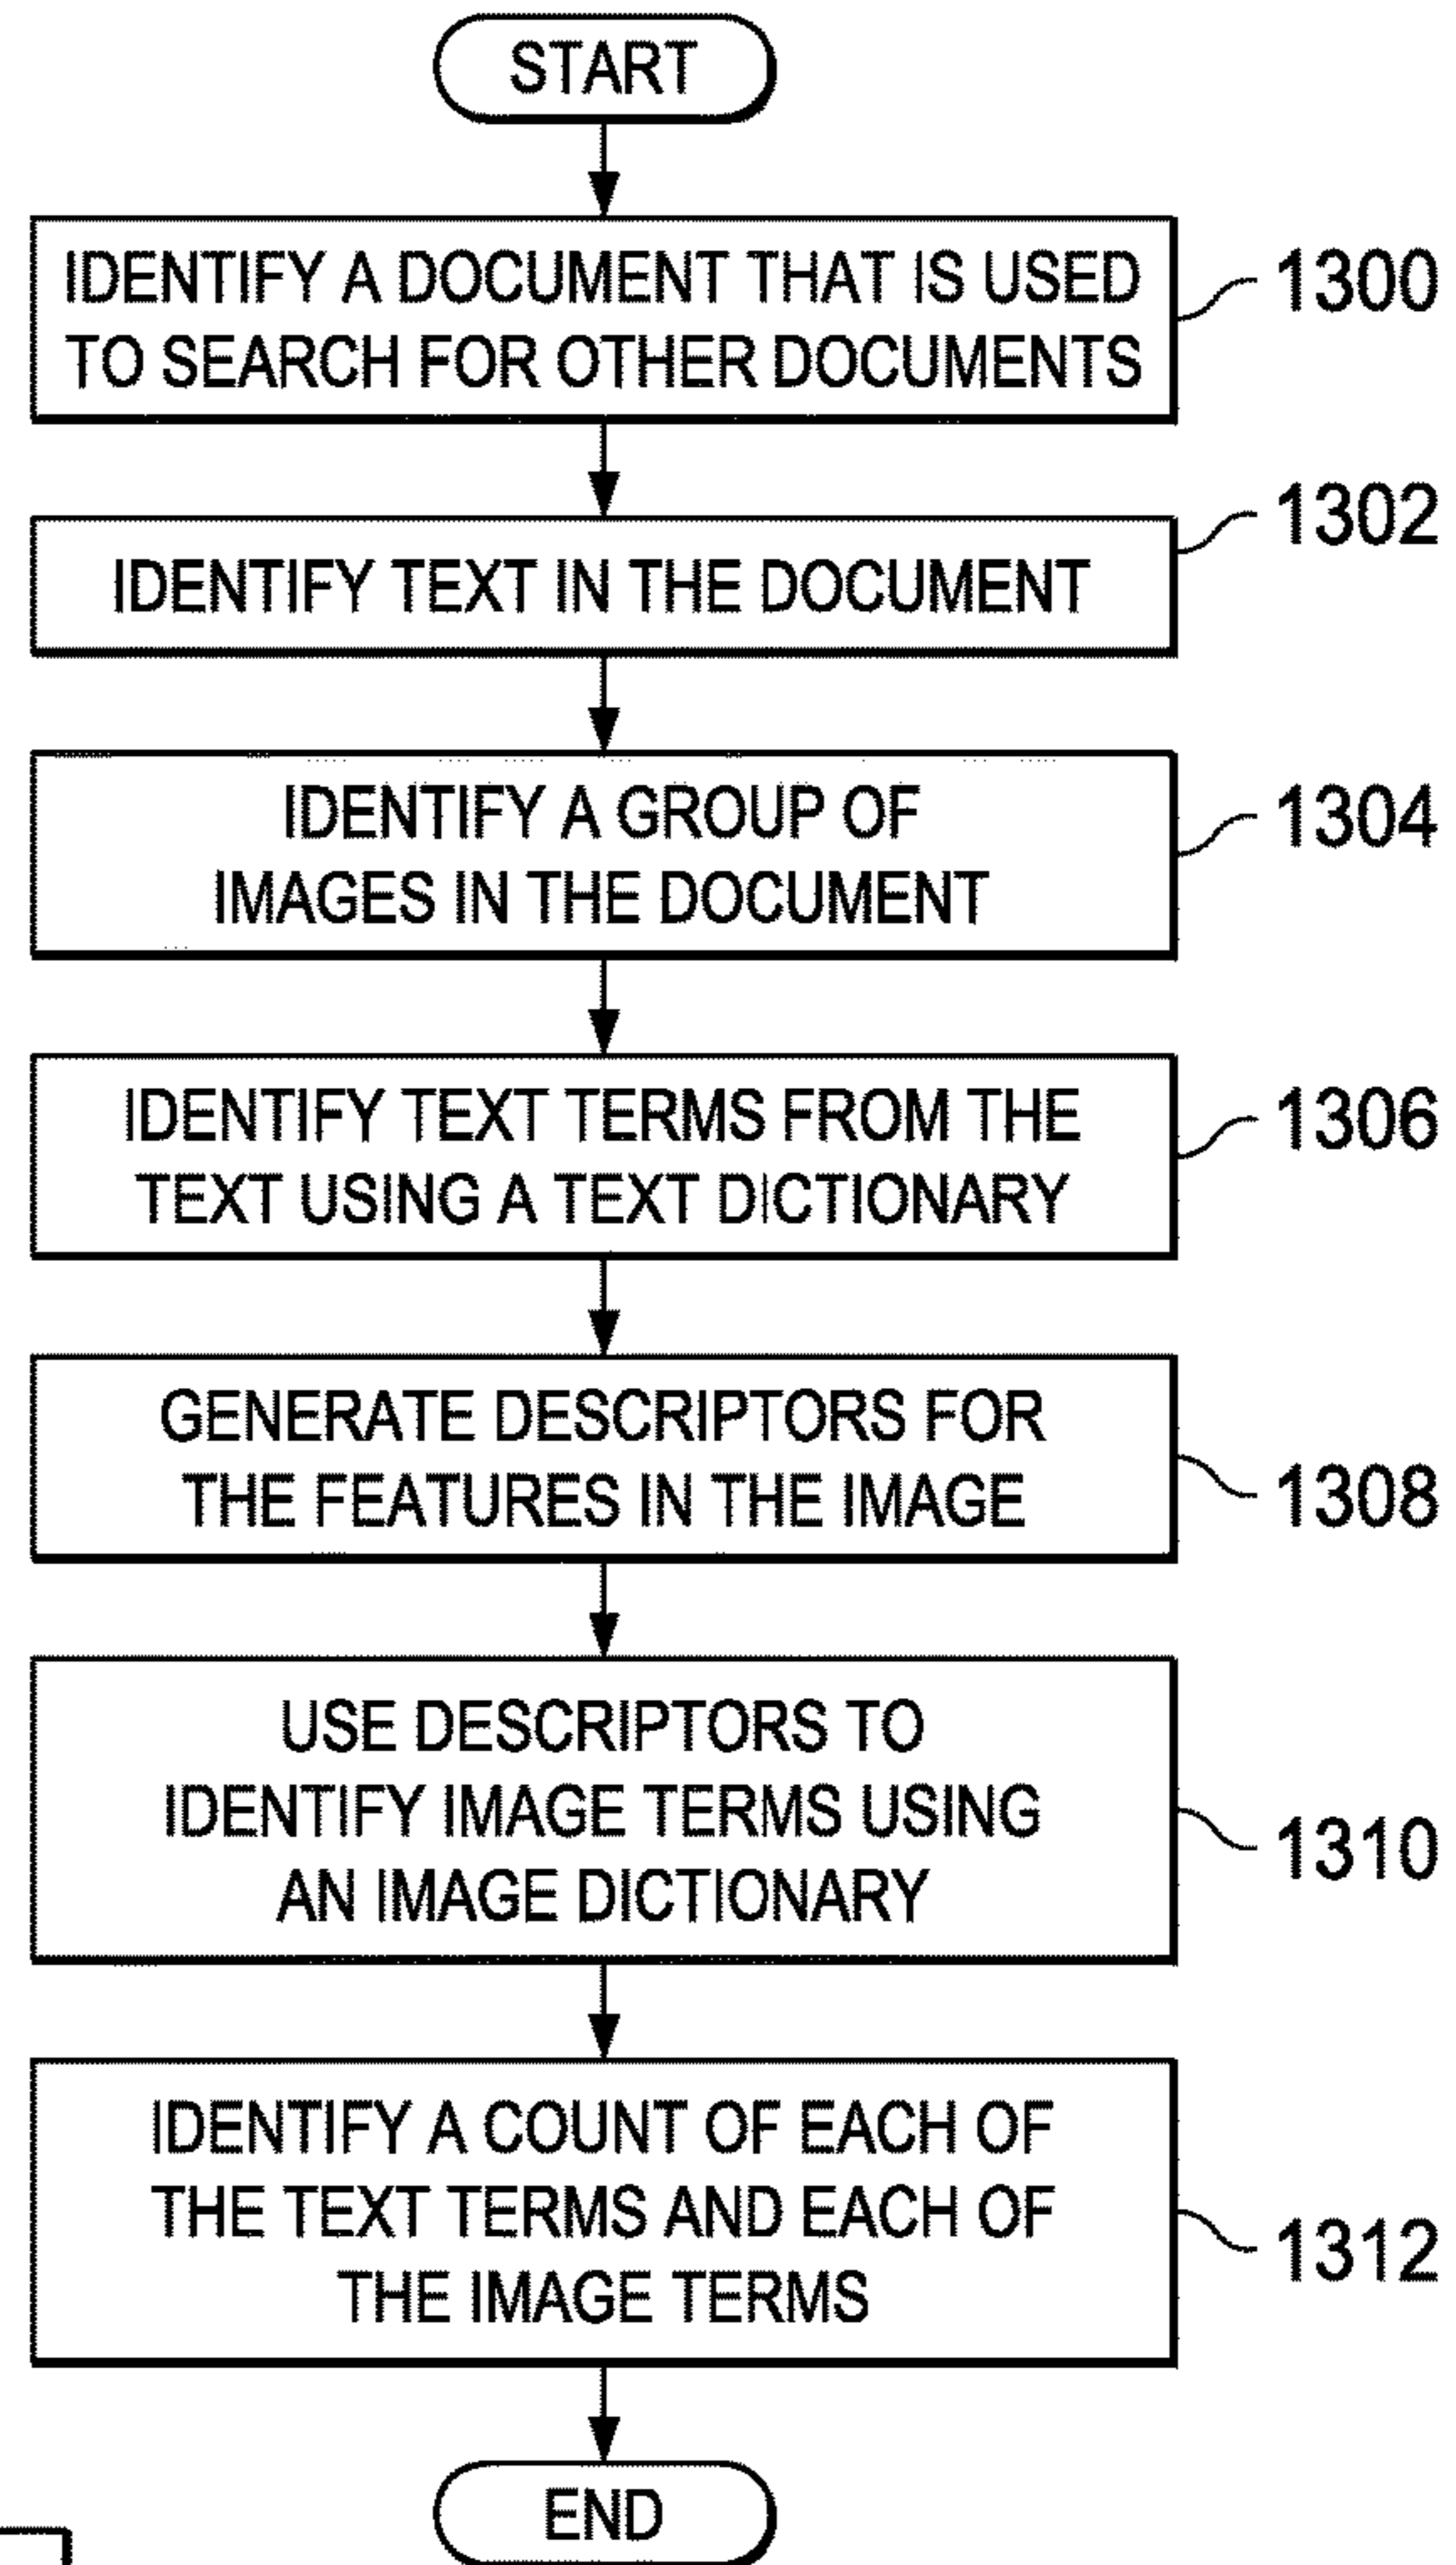 START
IDENTIFY A DOCUMENT THAT IS USED
TO SEARCH FOR OTHER DOCUMENTS
1300
IDENTIFY TEXT IN THE DOCUMENT
1302
IDENTIFY A GROUP OF
IMAGES IN THE DOCUMENT
1304
IDENTIFY TEXT TERMS FROM THE
TEXT USING A TEXT DICTIONARY
1306
GENERATE DESCRIPTORS FOR
THE FEATURES IN THE IMAGE
1308
USE DESCRIPTORS TO
IDENTIFY IMAGE TERMS USING
AN IMAGE DICTIONARY
1310
IDENTIFY A COUNT OF EACH OF
THE TEXT TERMS AND EACH OF
THE IMAGE TERMS
1312
END